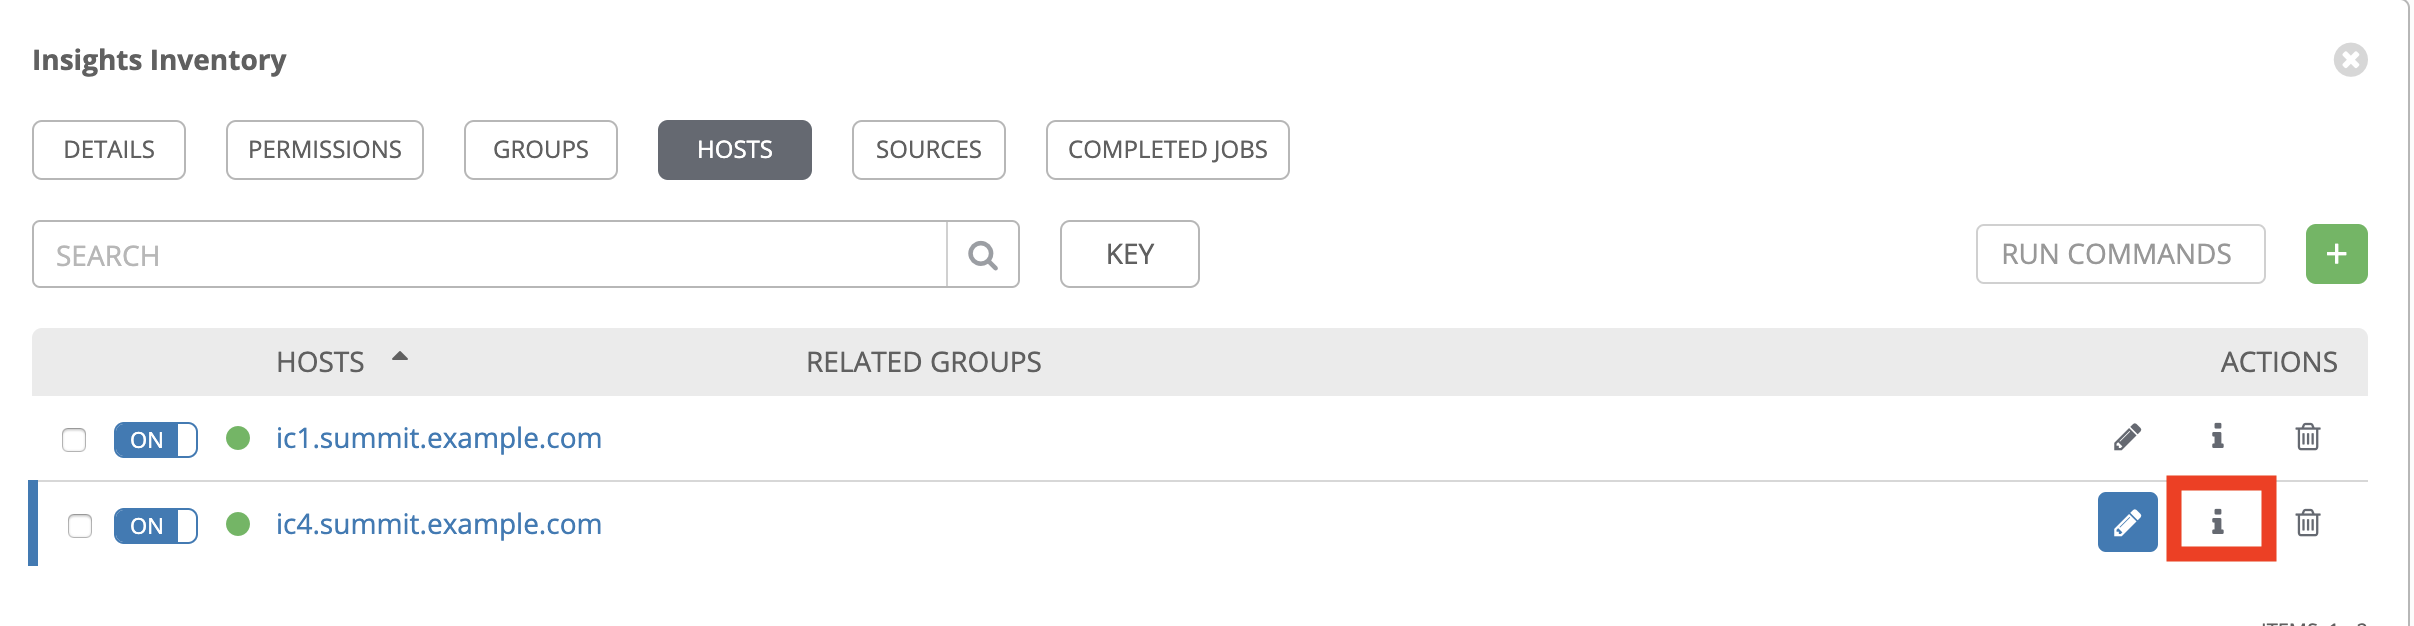 Insights Inventory
DETAILS PERMISSIONS GROUPS HOSTS SOURCES COMPLETED JOBS
SEARCH KEY RUN COMMANDS +
HOSTS RELATED GROUPS ACTIONS
ON ic1.summit.example.com
ON ic4.summit.example.com